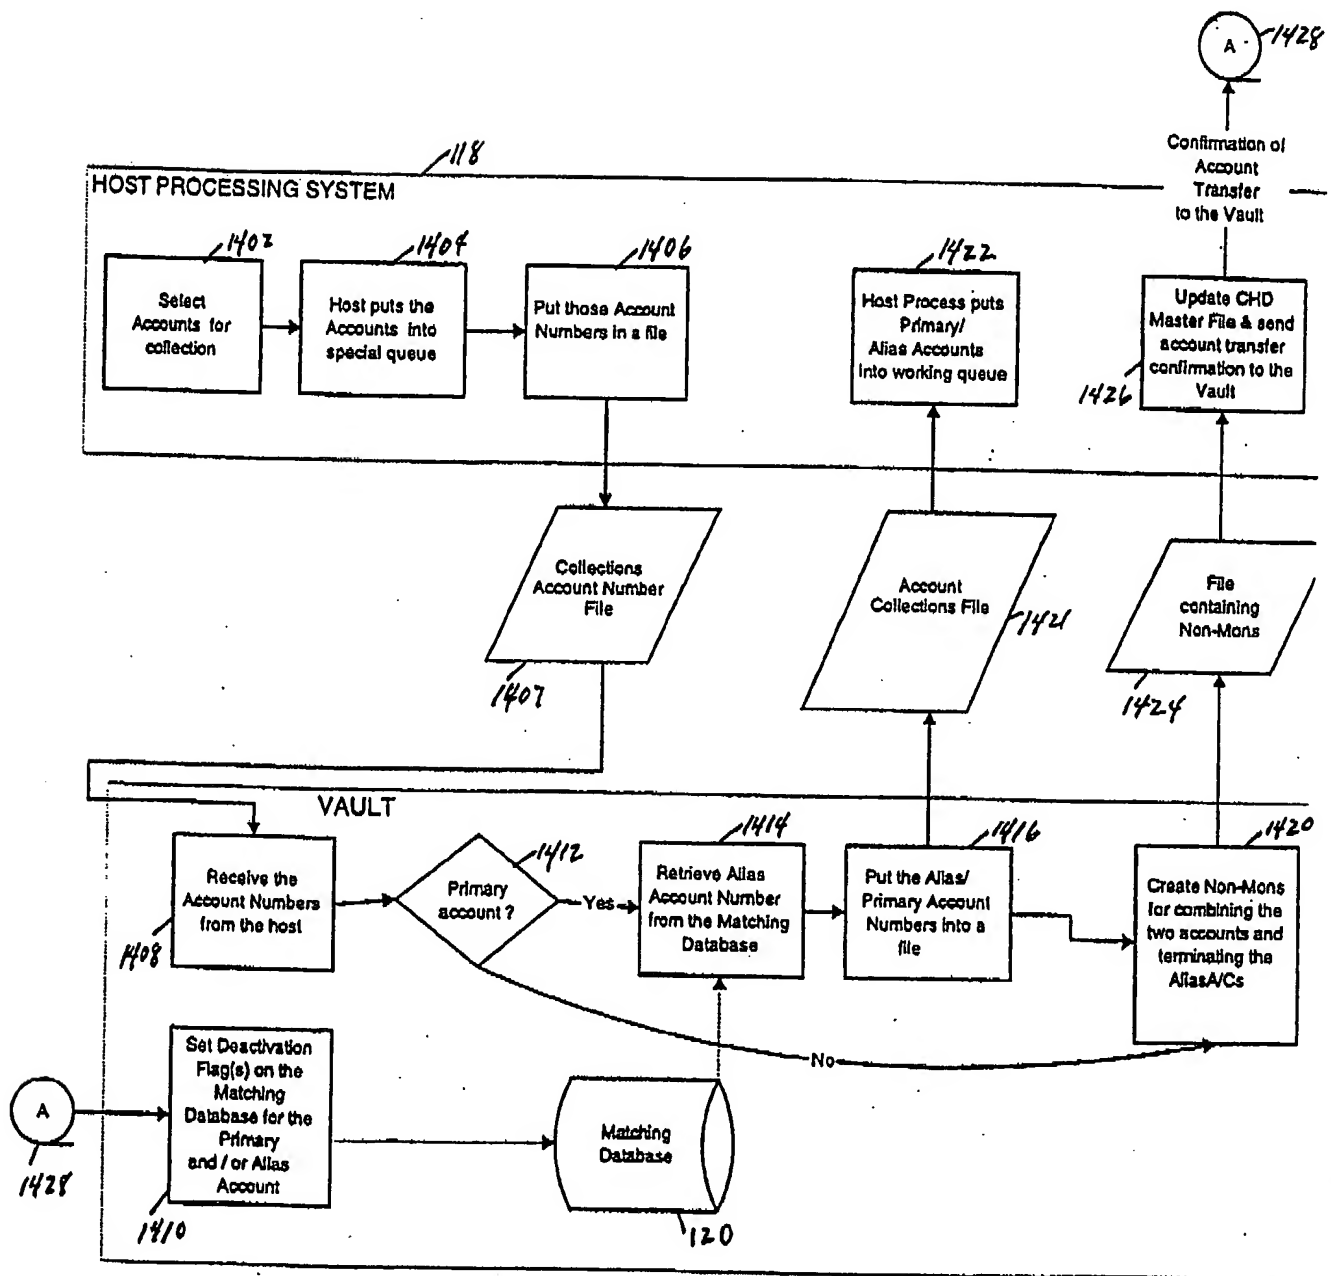 A
1428
Confirmation of
Account
Transfer
to the Vault
118
HOST PROCESSING SYSTEM
1402
Select
Accounts for
collection
1404
Host puts the
Accounts into
special queue
1406
Put those Account
Numbers in a file
1422
Host Process puts
Primary/
Alias Accounts
into working queue
Update CHD
Master File & send
account transfer
confirmation to the
Vault
1426
Collections
Account Number
File
1407
Account
Collections File
1421
File
containing
Non-Mons
1424
VAULT
Receive the
Account Numbers
from the host
1408
1412
Primary
account ?
Yes
No
1414
Retrieve Alias
Account Number
from the Matching
Database
1416
Put the Alias/
Primary Account
Numbers into a
file
1420
Create Non-Mons
for combining the
two accounts and
terminating the
AliasA/Cs
A
1428
Set Deactivation
Flag(s) on the
Matching
Database for the
Primary
and / or Alias
Account
1410
Matching
Database
120